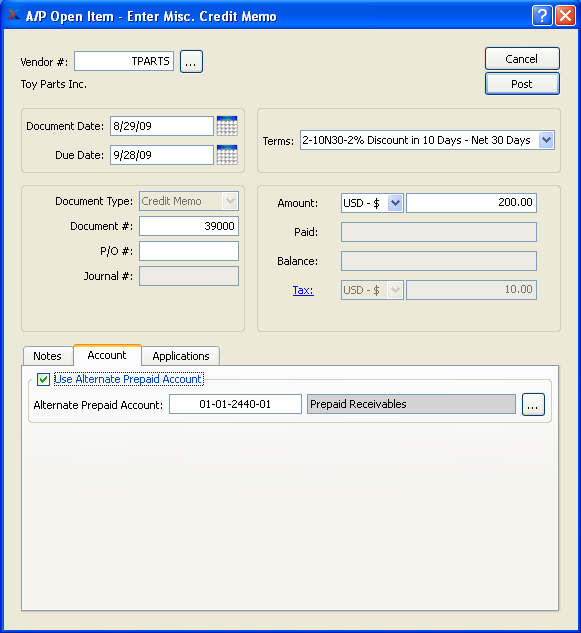 A/P Open Item - Enter Misc. Credit Memo
?
Vendor #: TPARTS ...
Cancel
Toy Parts Inc.
Post
Document Date: 8/29/09
Due Date: 9/28/09
Terms: 2-10N30-2% Discount in 10 Days - Net 30 Days
Document Type: Credit Memo
Document #: 39000
P/O #:
Journal #:
Amount: USD - $ 200.00
Paid:
Balance:
Tax: USD - $ 10.00
Notes Account Applications
Use Alternate Prepaid Account
Alternate Prepaid Account: 01-01-2440-01 Prepaid Receivables ...